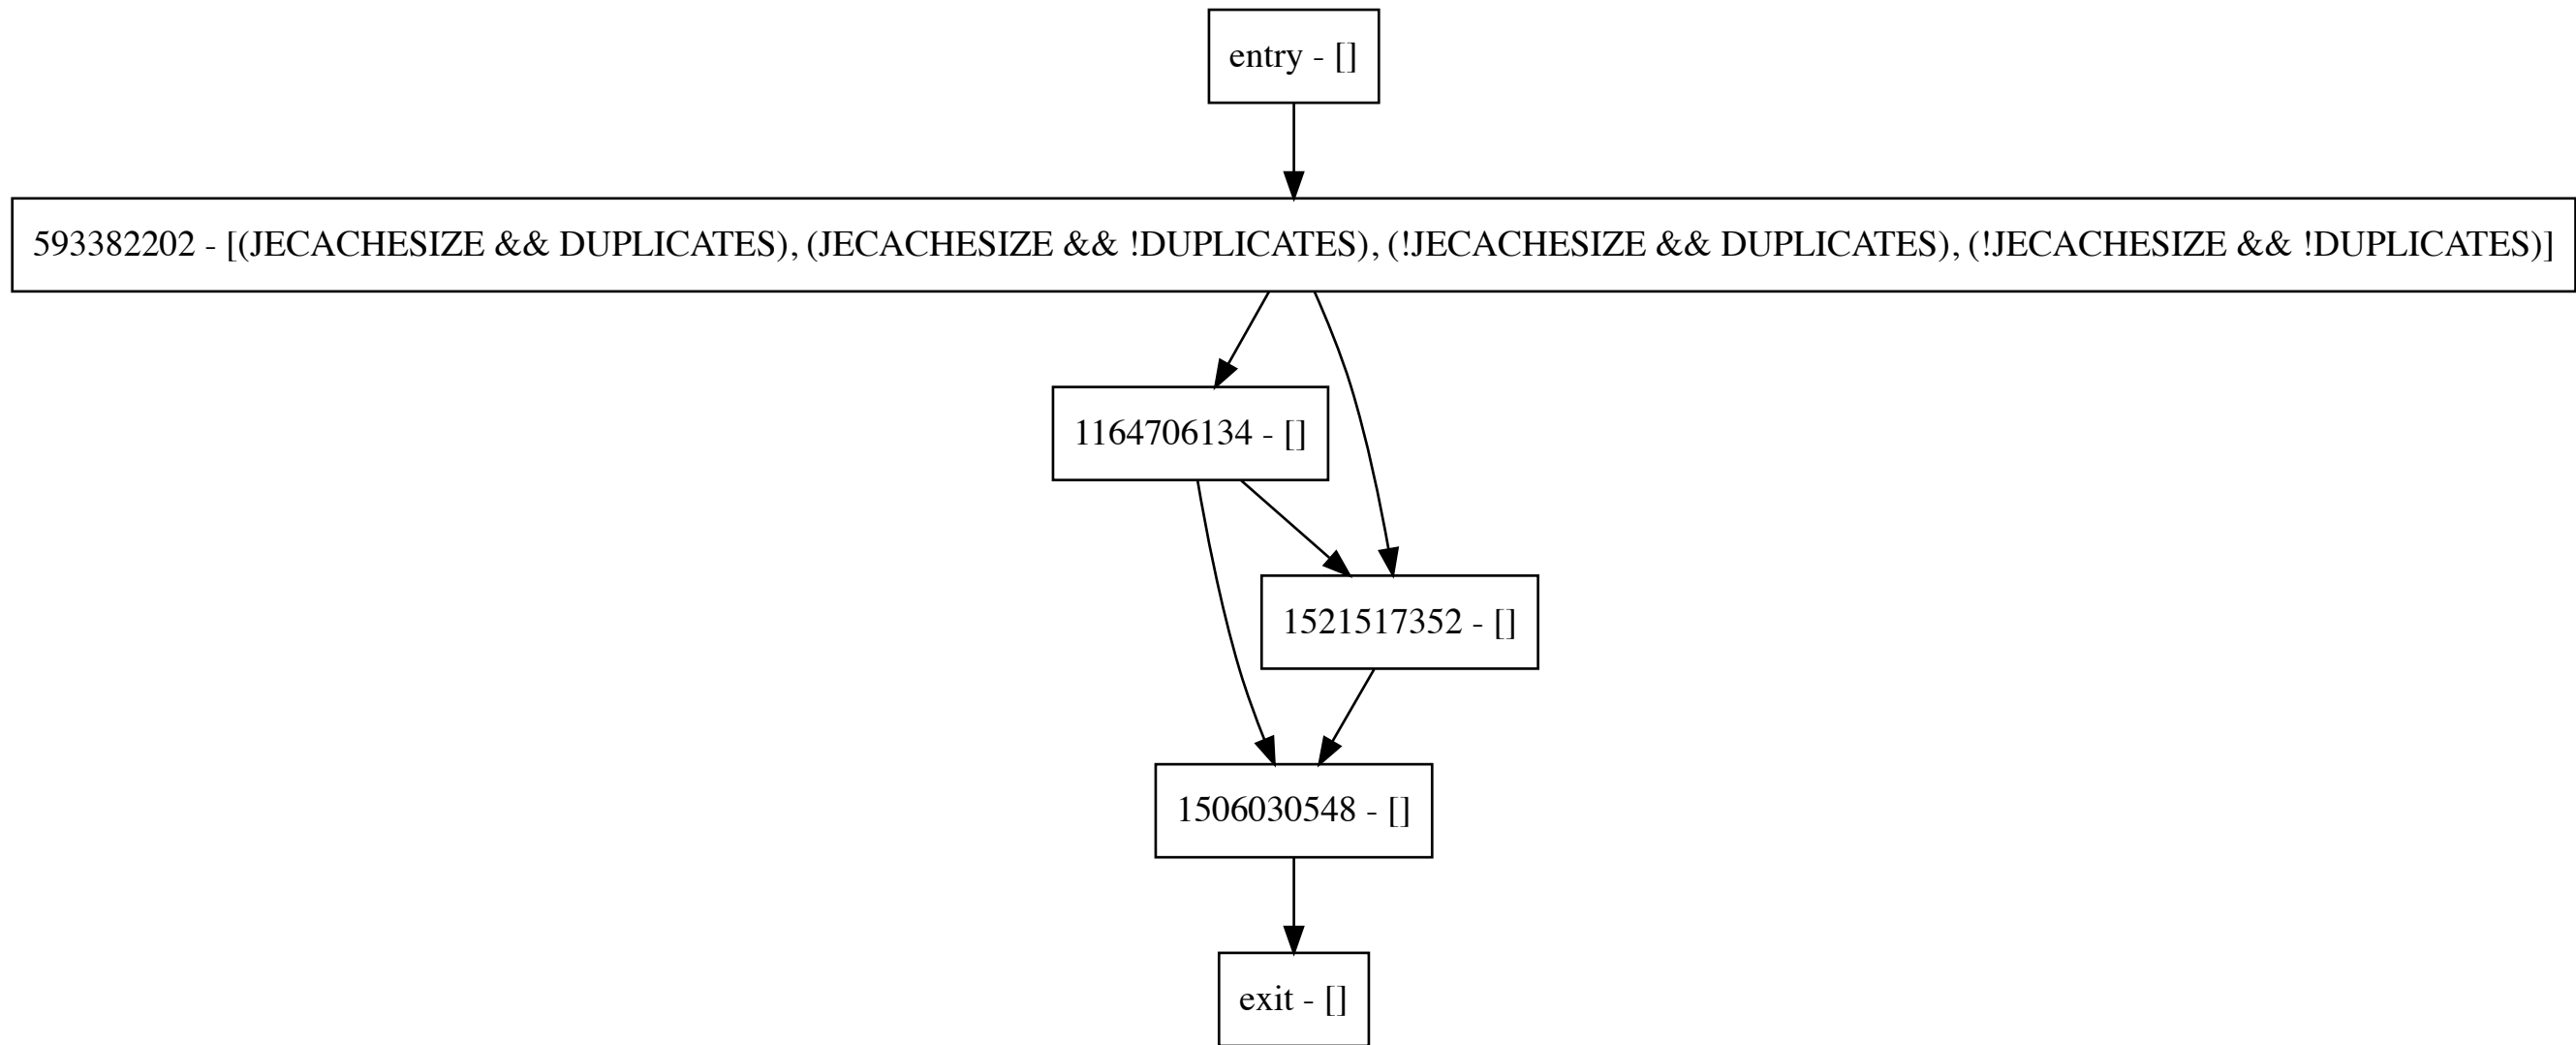 entry - []
593382202 - [(JECACHESIZE && DUPLICATES), (JECACHESIZE && !DUPLICATES), (!JECACHESIZE && DUPLICATES), (!JECACHESIZE && !DUPLICATES)]
1164706134 - []
1521517352 - []
1506030548 - []
exit - []